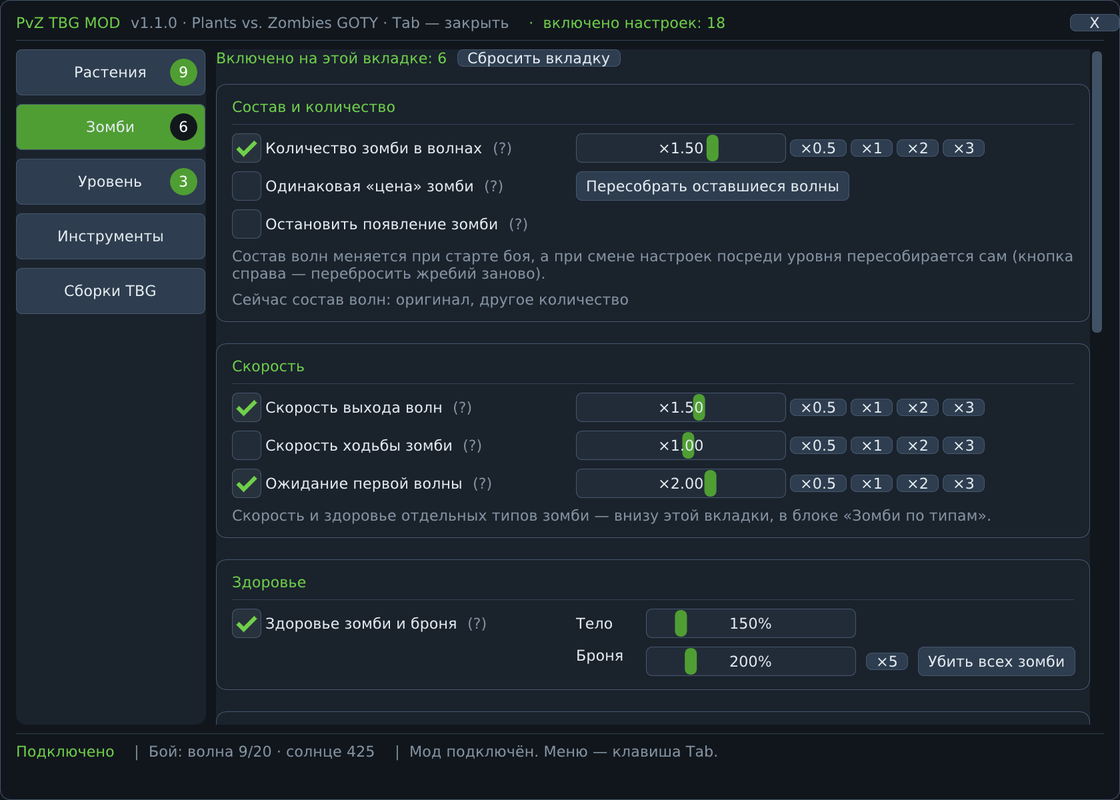 PvZ TBG MOD v1.1.0 · Plants vs. Zombies GOTY · Tab — закрыть · включено настроек: 18 X
Растения 9
Зомби 6
Уровень 3
Инструменты
Сборки TBG
Включено на этой вкладке: 6 Сбросить вкладку
Состав и количество
Количество зомби в волнах (?) ×1.50 ×0.5 ×1 ×2 ×3
Одинаковая «цена» зомби (?) Пересобрать оставшиеся волны
Остановить появление зомби (?)
Состав волн меняется при старте боя, а при смене настроек посреди уровня пересобирается сам (кнопка
справа — перебросить жребий заново).
Сейчас состав волн: оригинал, другое количество
Скорость
Скорость выхода волн (?) ×1.50 ×0.5 ×1 ×2 ×3
Скорость ходьбы зомби (?) ×1.00 ×0.5 ×1 ×2 ×3
Ожидание первой волны (?) ×2.00 ×0.5 ×1 ×2 ×3
Скорость и здоровье отдельных типов зомби — внизу этой вкладки, в блоке «Зомби по типам».
Здоровье
Здоровье зомби и броня (?) Тело 150%
Броня 200% ×5 Убить всех зомби
Подключено | Бой: волна 9/20 · солнце 425 | Мод подключён. Меню — клавиша Tab.